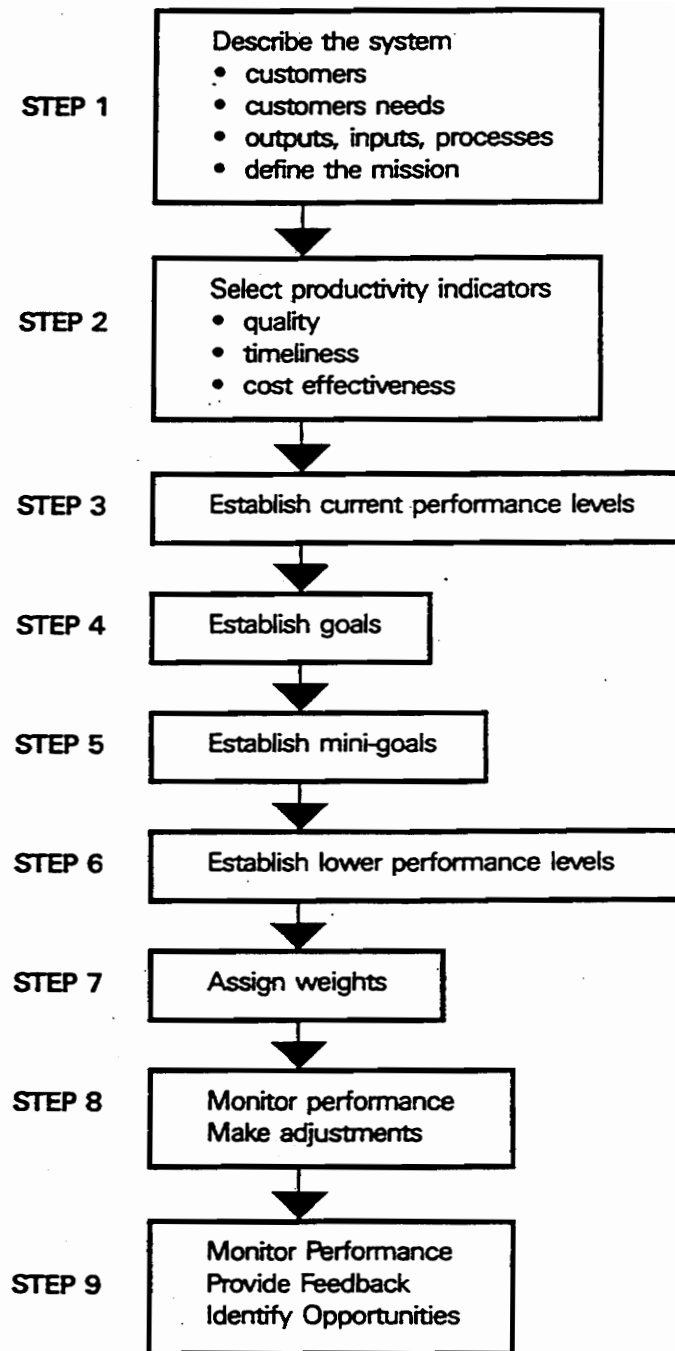 STEP 1
Describe the system
• customers
• customers needs
• outputs, inputs, processes
• define the mission
STEP 2
Select productivity indicators
• quality
• timeliness
• cost effectiveness
STEP 3
Establish current performance levels
STEP 4
Establish goals
STEP 5
Establish mini-goals
STEP 6
Establish lower performance levels
STEP 7
Assign weights
STEP 8
Monitor performance
Make adjustments
STEP 9
Monitor Performance
Provide Feedback
Identify Opportunities